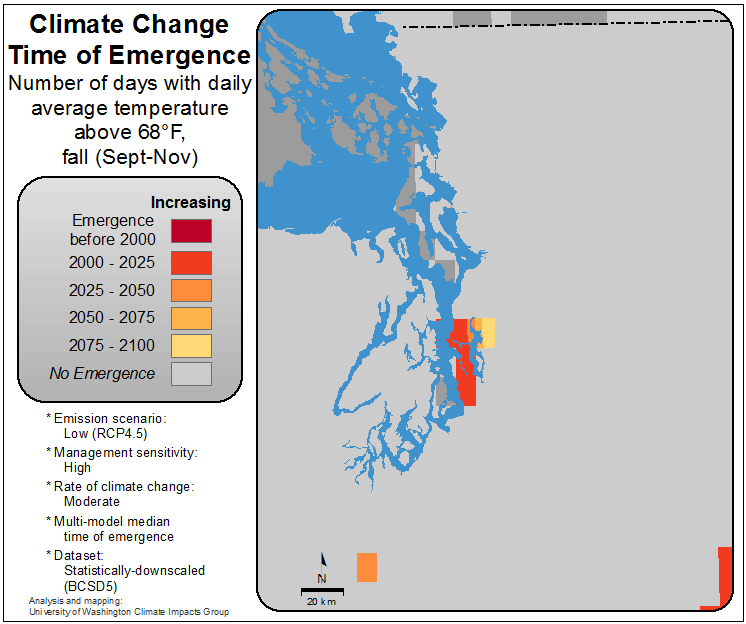 Climate Change
Time of Emergence
Number of days with daily
average temperature
above 68°F,
fall (Sept-Nov)
Increasing
Emergence
before 2000
2000 - 2025
2025 - 2050
2050 - 2075
2075 - 2100
No Emergence
* Emission scenario:
Low (RCP4.5)
* Management sensitivity:
High
* Rate of climate change:
Moderate
* Multi-model median
time of emergence
* Dataset:
Statistically-downscaled
(BCSD5)
Analysis and mapping:
University of Washington Climate Impacts Group
N
20 km